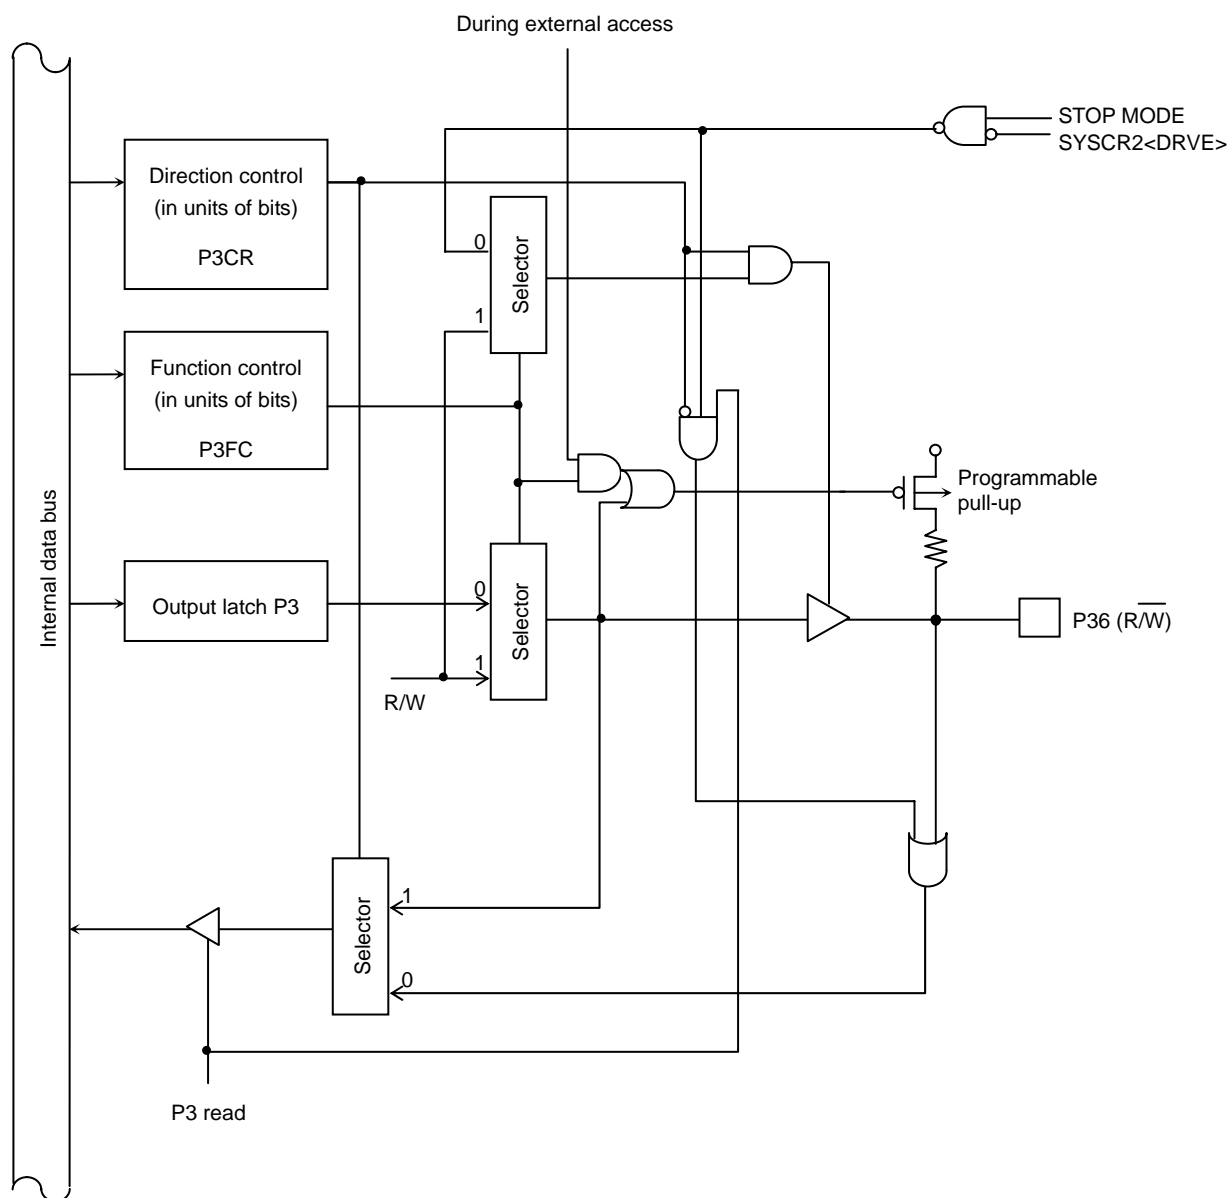 During external access
STOP MODE
SYSCR2<DRVE>
Direction control
(in units of bits)
P3CR
0
Selector
1
Function control
(in units of bits)
P3FC
Programmable
pull-up
Internal data bus
Output latch P3
0
Selector
1
R/W
P36 (R/W)
1
Selector
0
P3 read